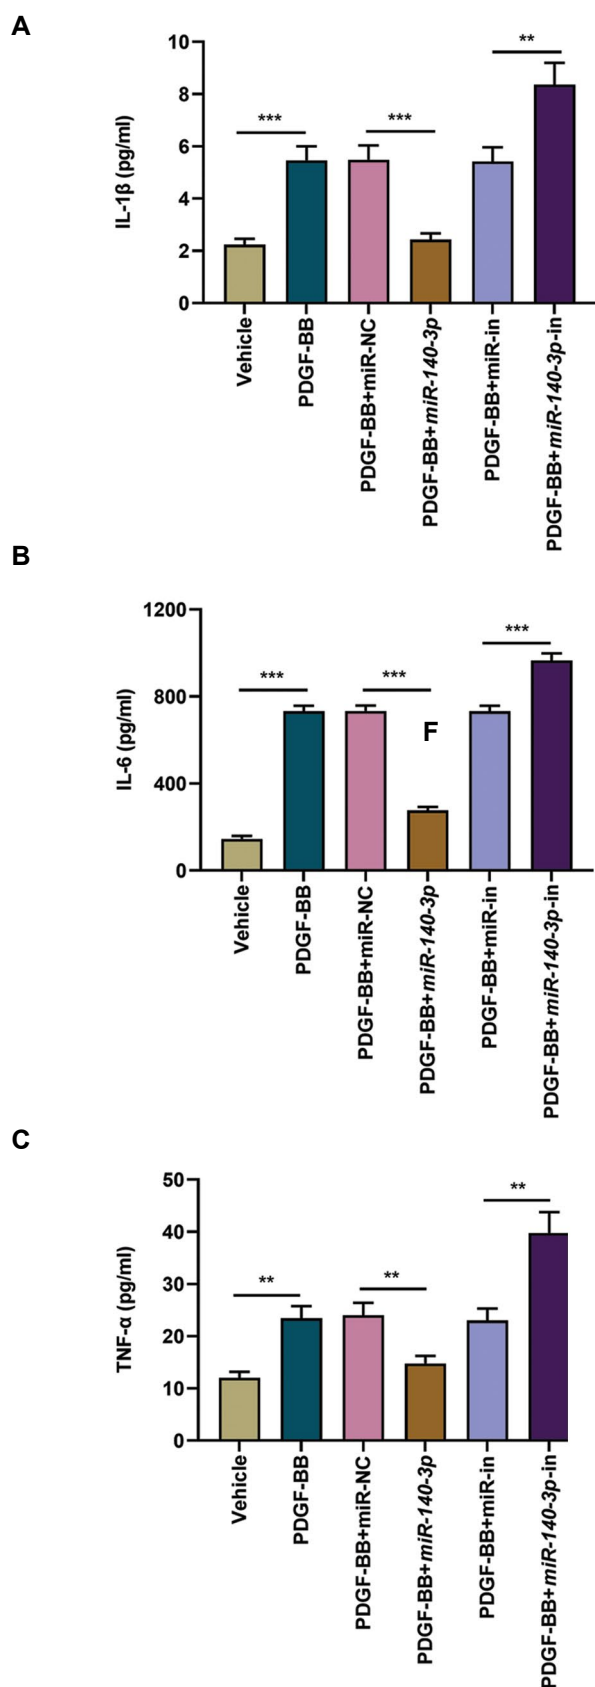 A
10
8
6
4
2
0
IL-1β (pg/ml)
***
***
**
Vehicle
PDGF-BB
PDGF-BB+miR-NC
PDGF-BB+miR-140-3p
PDGF-BB+miR-in
PDGF-BB+miR-140-3p-in
B
1200
800
400
0
IL-6 (pg/ml)
***
***
***
F
Vehicle
PDGF-BB
PDGF-BB+miR-NC
PDGF-BB+miR-140-3p
PDGF-BB+miR-in
PDGF-BB+miR-140-3p-in
C
50
40
30
20
10
0
TNF-α (pg/ml)
**
**
**
Vehicle
PDGF-BB
PDGF-BB+miR-NC
PDGF-BB+miR-140-3p
PDGF-BB+miR-in
PDGF-BB+miR-140-3p-in